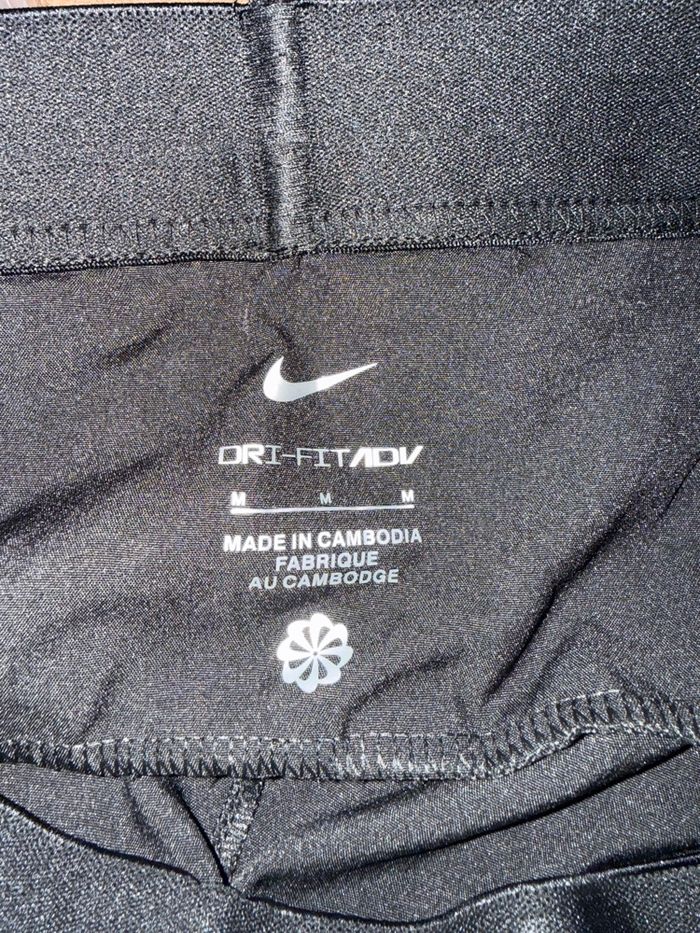 DRI-FIT ADV
M M M
MADE IN CAMBODIA
FABRIQUE
AU CAMBODGE